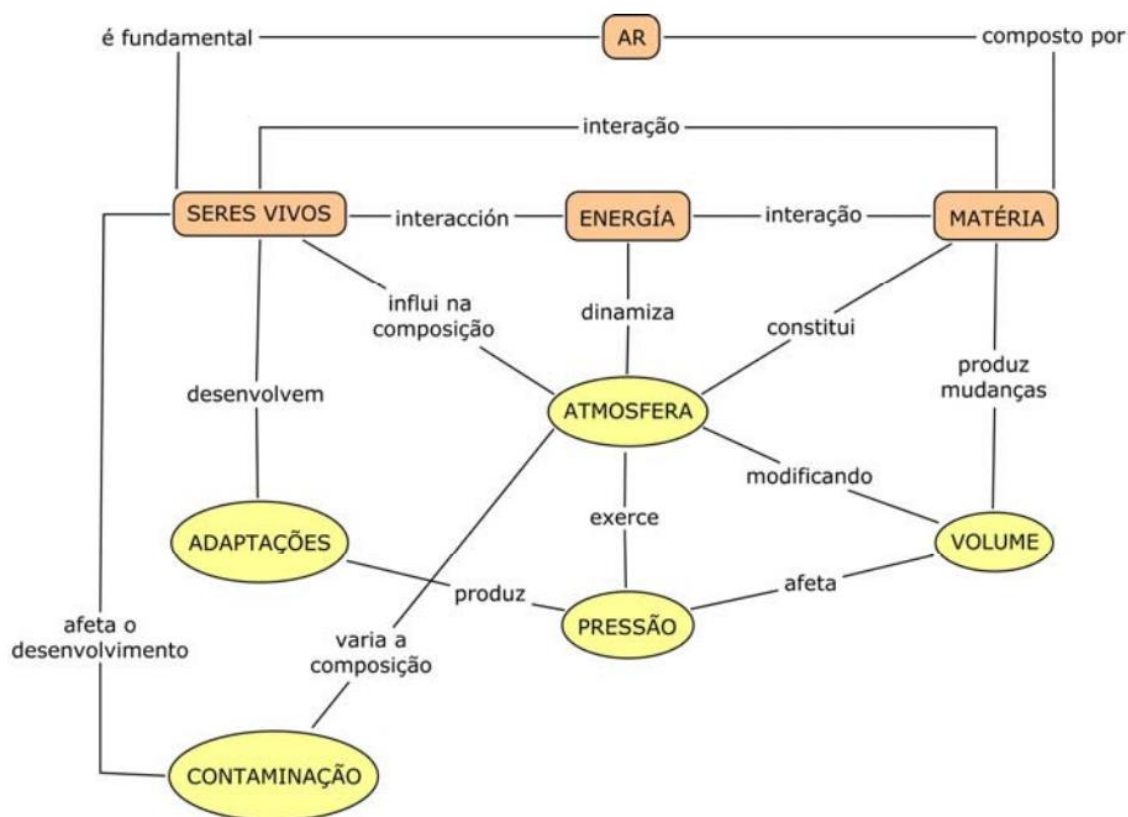 é fundamental
AR
composto por
interação
SERES VIVOS
interacción
ENERGÍA
interação
MATÉRIA
influi na
composição
dinamiza
constitui
produz
mudanças
desenvolvem
ATMOSFERA
modificando
exerce
ADAPTAÇÕES
VOLUME
produz
afeta
PRESSÃO
afeta o
desenvolvimento
varia a
composição
CONTAMINAÇÃO